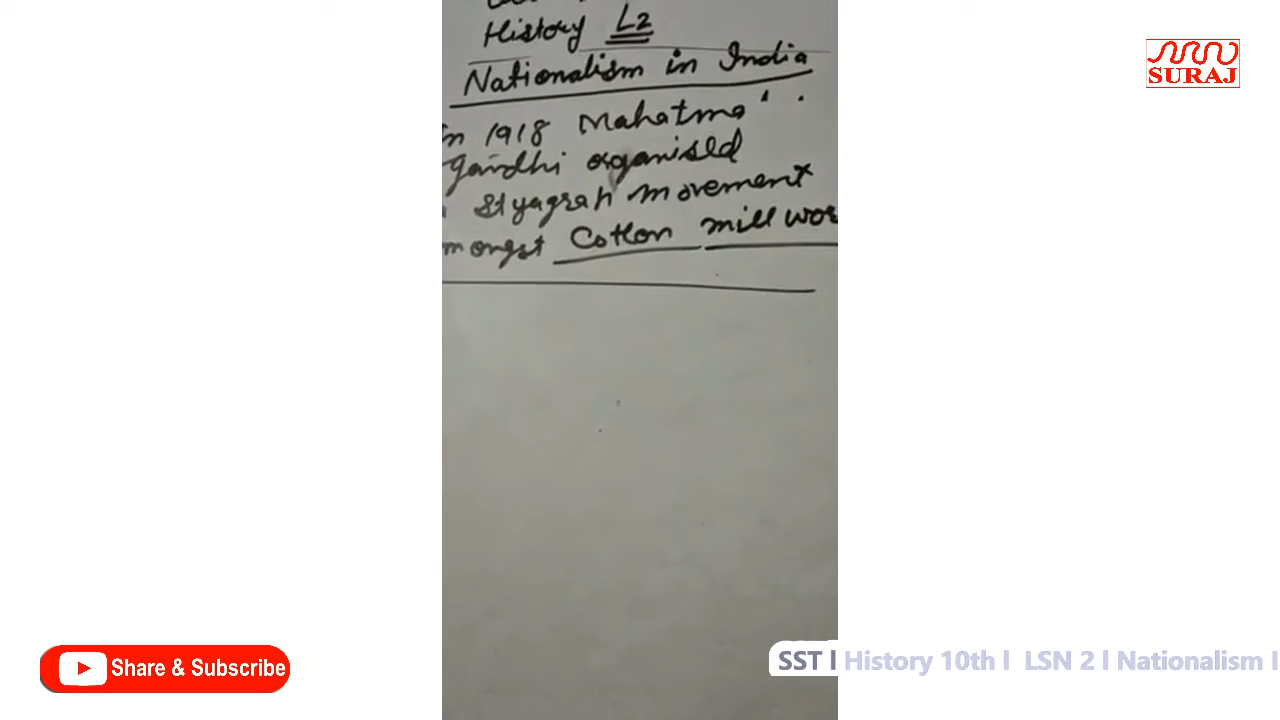 History L2
Nationalism in India
In 1918 Mahatma
Gandhi organised
Styagrah movement
mongst Cotton mill wor
SURAJ
Share & Subscribe
SST I History 10th I LSN 2 I Nationalism I